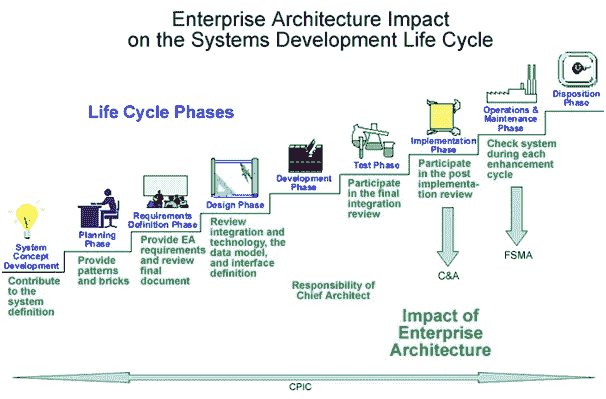 Enterprise Architecture Impact
on the Systems Development Life Cycle
Life Cycle Phases
System
Concept
Development
Contribute
to the
system
definition
Planning
Phase
Provide
patterns
and bricks
Requirements
Definition Phase
Provide EA
requirements
and review
final
document
Design Phase
Review
integration and
technology, the
data model,
and interface
definition
Development
Phase
Responsibility of
Chief Architect
Test Phase
Participate
in the final
integration
review
Implementation
Phase
Participate
in the post
implementa-
tion review
C&A
Operations &
Maintenance
Phase
Check system
during each
enhancement
cycle
FSMA
Disposition
Phase
Impact of
Enterprise
Architecture
CPIC